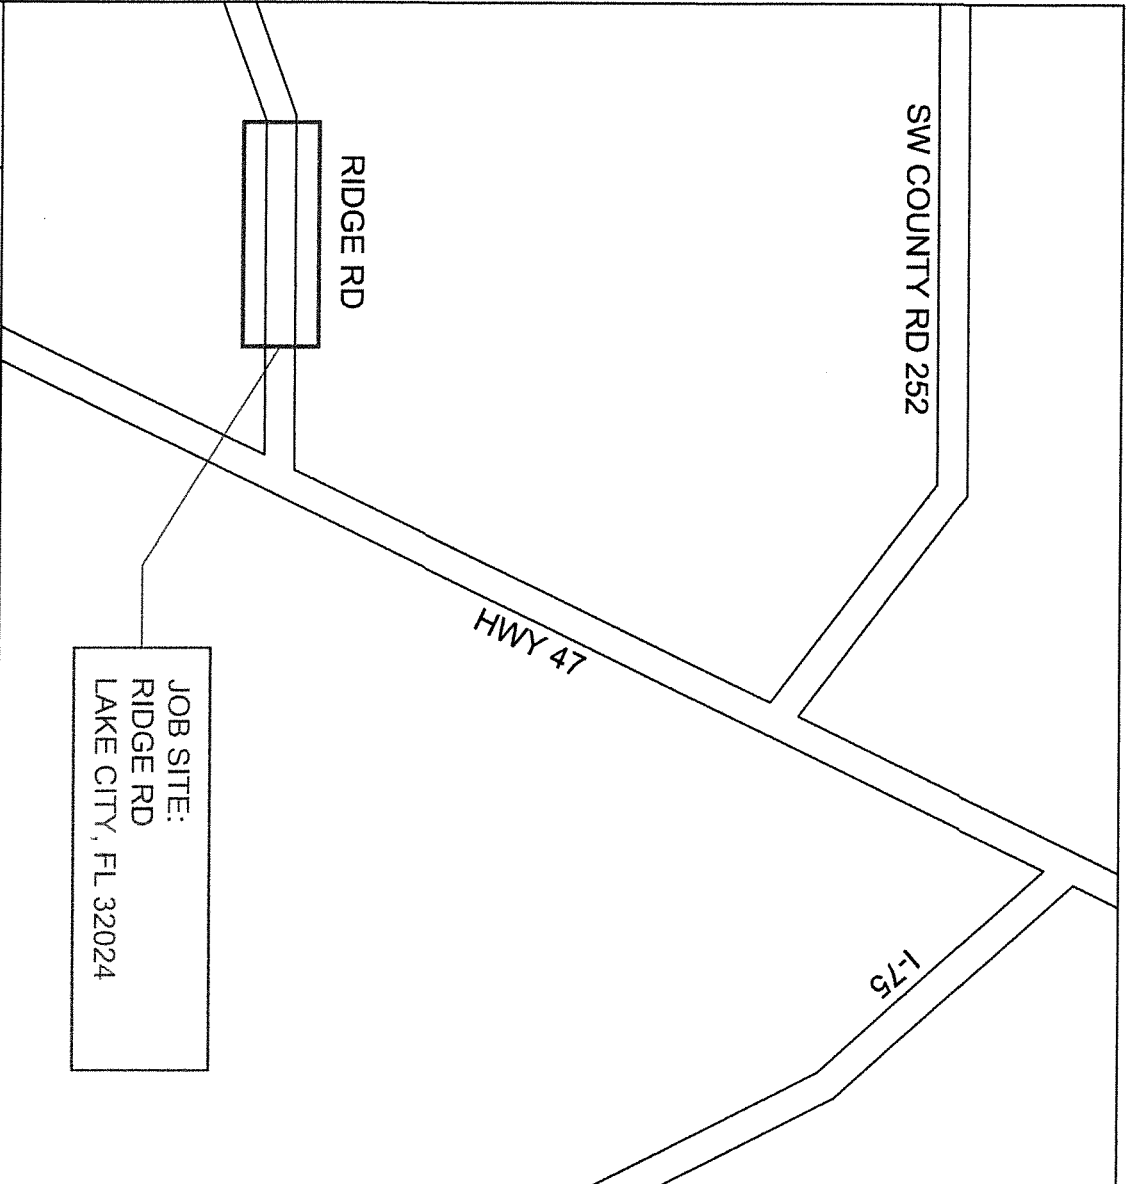 SW COUNTY RD 252
RIDGE RD
HWY 47
I-75
JOB SITE:
RIDGE RD
LAKE CITY, FL 32024